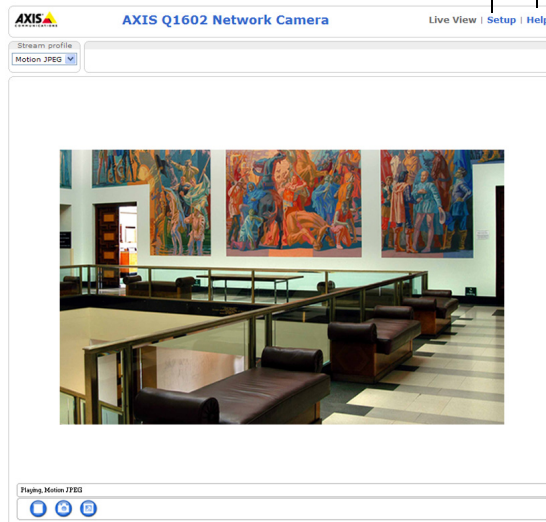 AXIS
COMMUNICATIONS
AXIS Q1602 Network Camera
Live View | Setup | Help
Stream profile
Motion JPEG
Playing, Motion JPEG